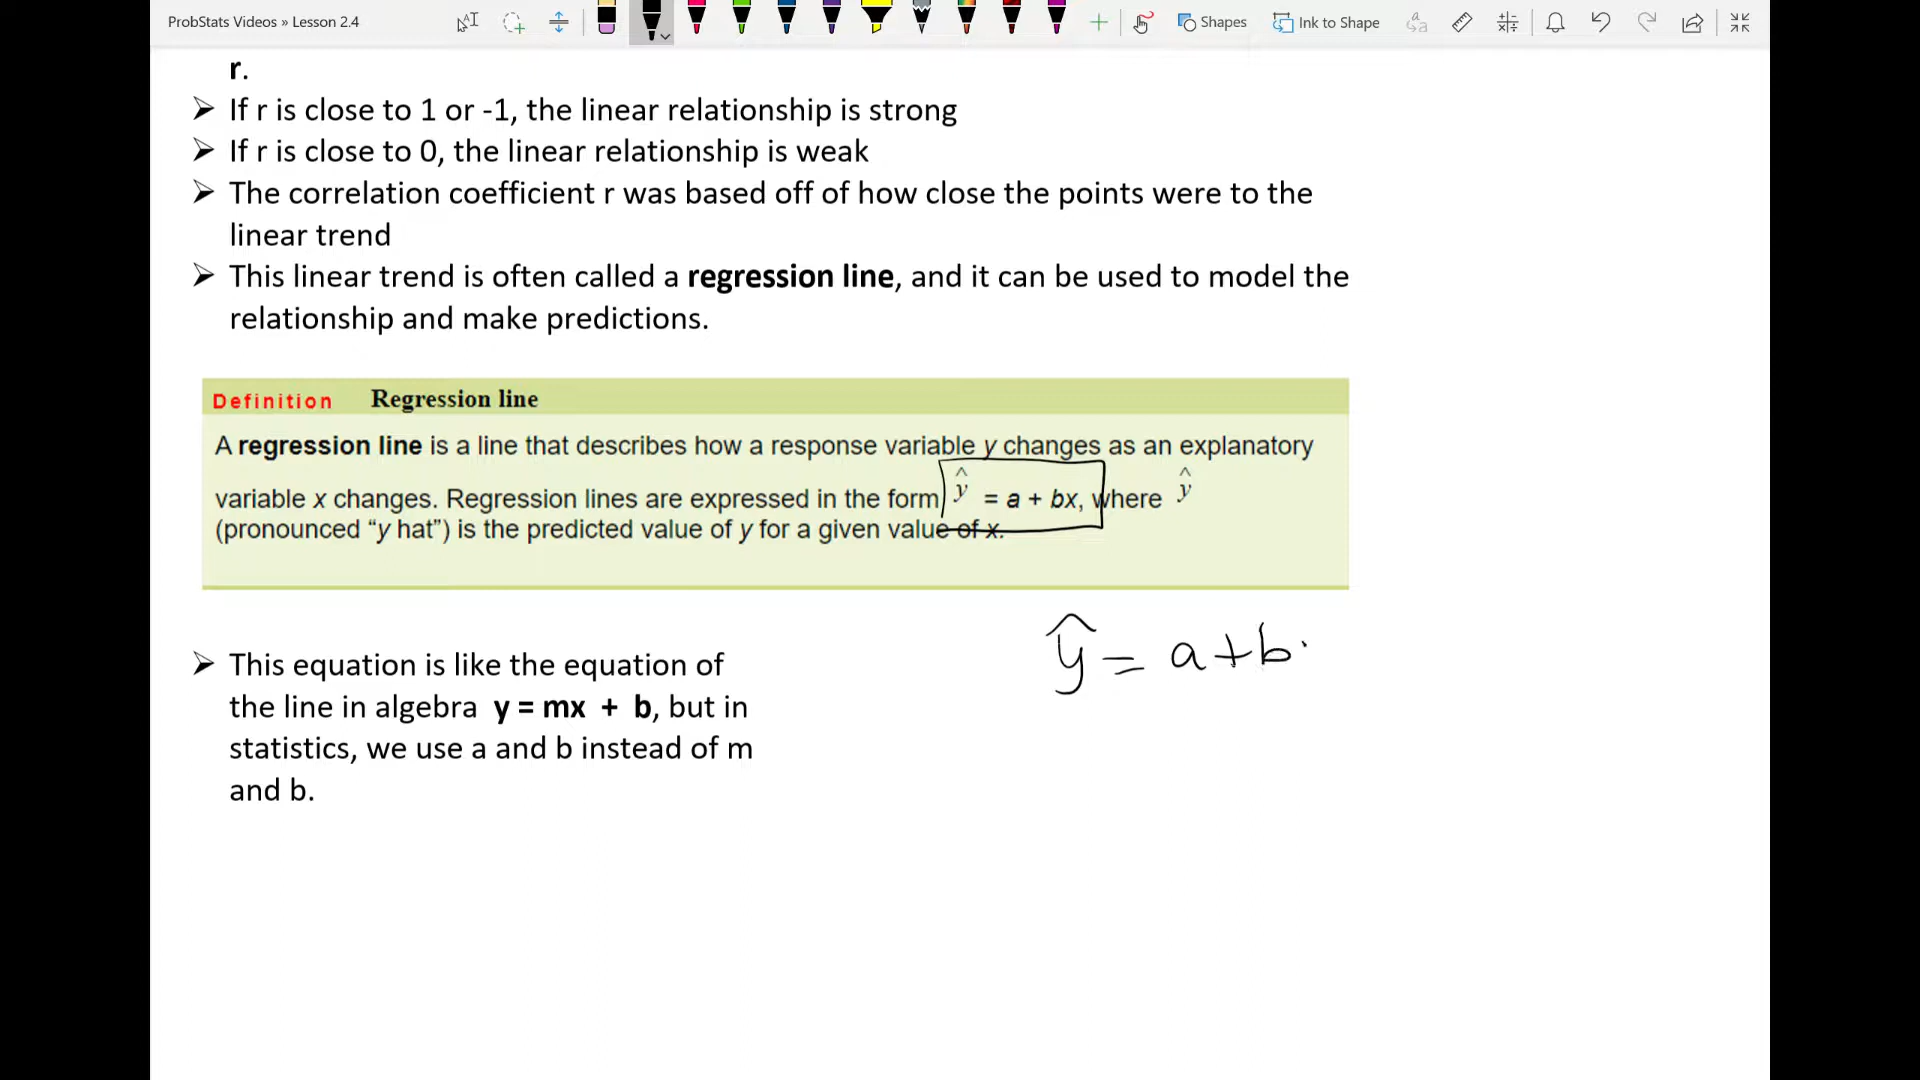 ProbStats Videos » Lesson 2.4
Shapes
Ink to Shape
r.
➢ If r is close to 1 or -1, the linear relationship is strong
➢ If r is close to 0, the linear relationship is weak
➢ The correlation coefficient r was based off of how close the points were to the
linear trend
➢ This linear trend is often called a regression line, and it can be used to model the
relationship and make predictions.
Definition Regression line
A regression line is a line that describes how a response variable y changes as an explanatory
variable x changes. Regression lines are expressed in the form ŷ = a + bx, where ŷ
(pronounced “y hat”) is the predicted value of y for a given value of x.
ŷ = a+b
➢ This equation is like the equation of
the line in algebra y = mx + b, but in
statistics, we use a and b instead of m
and b.